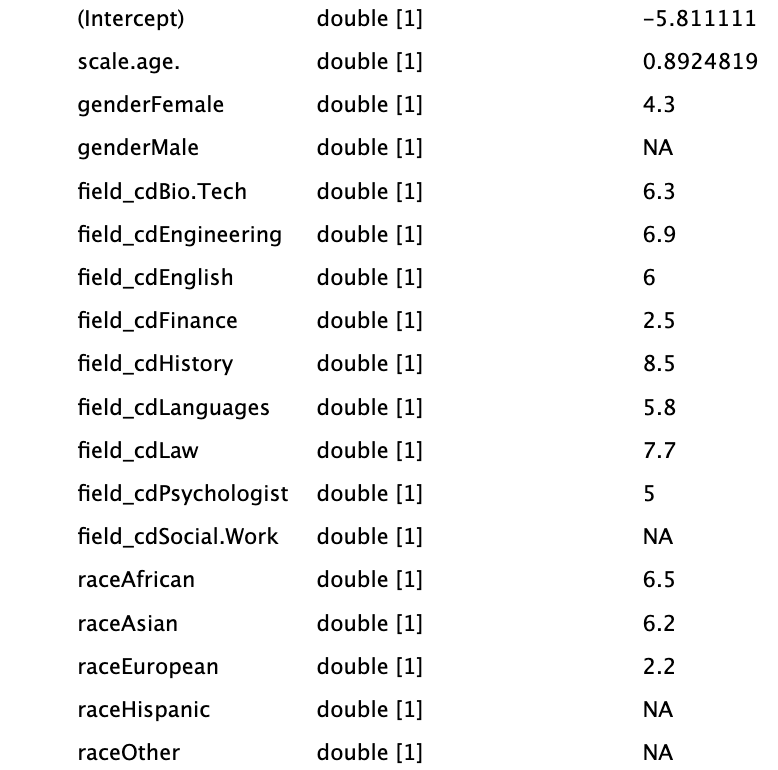 (Intercept) double [1] -5.811111
scale.age. double [1] 0.8924819
genderFemale double [1] 4.3
genderMale double [1] NA
field_cdBio.Tech double [1] 6.3
field_cdEngineering double [1] 6.9
field_cdEnglish double [1] 6
field_cdFinance double [1] 2.5
field_cdHistory double [1] 8.5
field_cdLanguages double [1] 5.8
field_cdLaw double [1] 7.7
field_cdPsychologist double [1] 5
field_cdSocial.Work double [1] NA
raceAfrican double [1] 6.5
raceAsian double [1] 6.2
raceEuropean double [1] 2.2
raceHispanic double [1] NA
raceOther double [1] NA